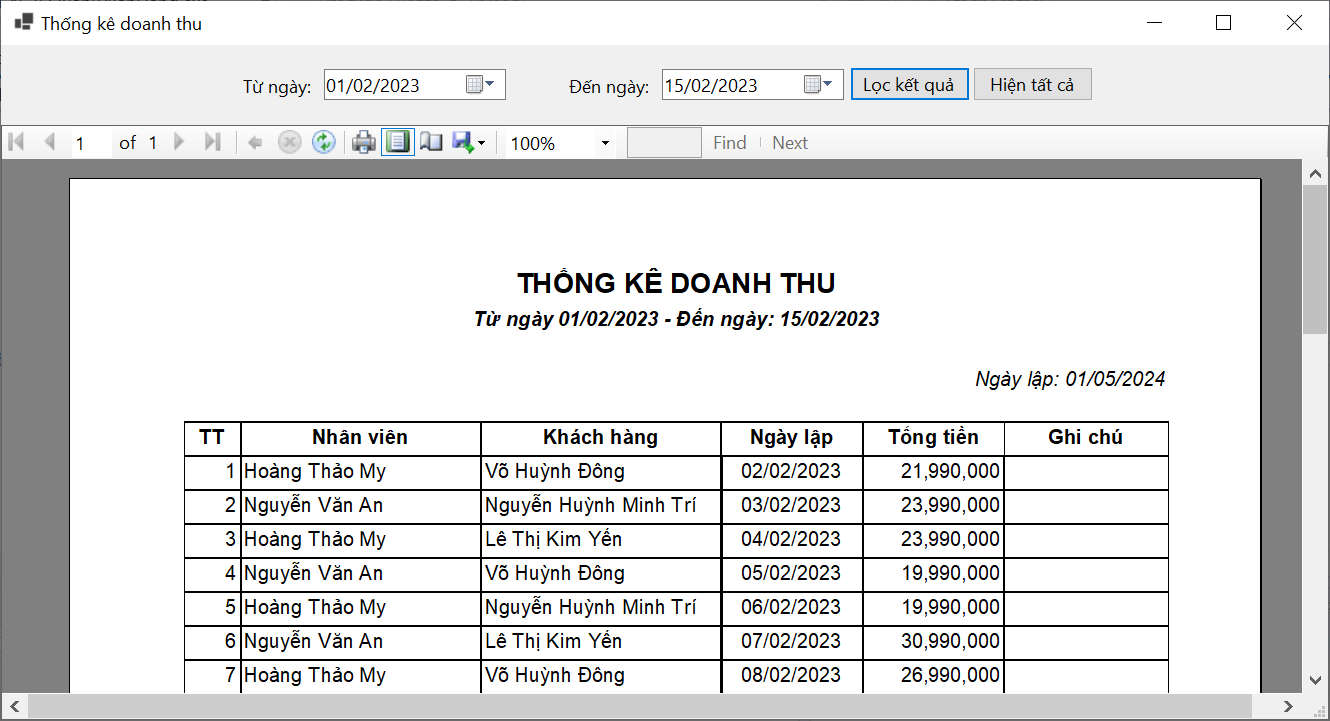 Thống kê doanh thu
Từ ngày: 01/02/2023 Đến ngày: 15/02/2023 Lọc kết quả Hiện tất cả
1 of 1 100% Find Next
THỐNG KÊ DOANH THU
Từ ngày 01/02/2023 - Đến ngày: 15/02/2023
Ngày lập: 01/05/2024
TT Nhân viên Khách hàng Ngày lập Tổng tiền Ghi chú
1 Hoàng Thảo My Võ Huỳnh Đông 02/02/2023 21,990,000
2 Nguyễn Văn An Nguyễn Huỳnh Minh Trí 03/02/2023 23,990,000
3 Hoàng Thảo My Lê Thị Kim Yến 04/02/2023 23,990,000
4 Nguyễn Văn An Võ Huỳnh Đông 05/02/2023 19,990,000
5 Hoàng Thảo My Nguyễn Huỳnh Minh Trí 06/02/2023 19,990,000
6 Nguyễn Văn An Lê Thị Kim Yến 07/02/2023 30,990,000
7 Hoàng Thảo My Võ Huỳnh Đông 08/02/2023 26,990,000